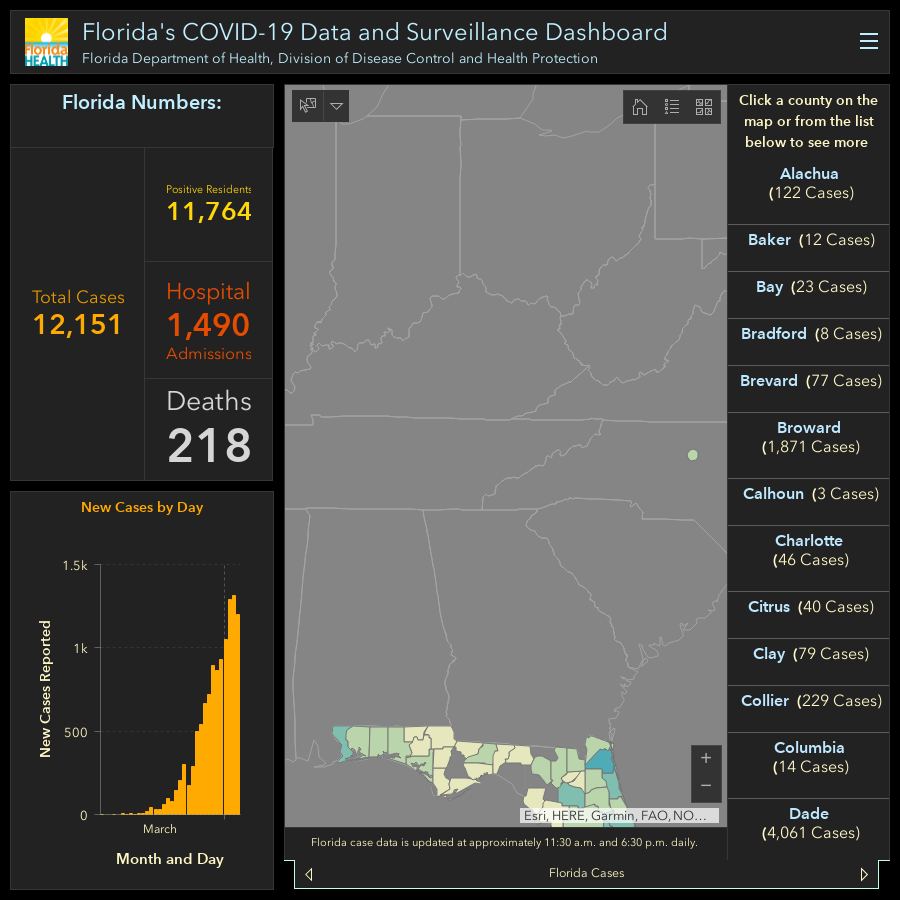 Florida
HEALTH
Florida's COVID-19 Data and Surveillance Dashboard
Florida Department of Health, Division of Disease Control and Health Protection
Florida Numbers:
Total Cases
12,151
Positive Residents
11,764
Hospital
1,490
Admissions
Deaths
218
New Cases by Day
1.5k
1k
500
0
New Cases Reported
March
Month and Day
+
−
Esri, HERE, Garmin, FAO, NO...
Florida case data is updated at approximately 11:30 a.m. and 6:30 p.m. daily.
Florida Cases
Click a county on the
map or from the list
below to see more
Alachua
(122 Cases)
Baker (12 Cases)
Bay (23 Cases)
Bradford (8 Cases)
Brevard (77 Cases)
Broward
(1,871 Cases)
Calhoun (3 Cases)
Charlotte
(46 Cases)
Citrus (40 Cases)
Clay (79 Cases)
Collier (229 Cases)
Columbia
(14 Cases)
Dade
(4,061 Cases)